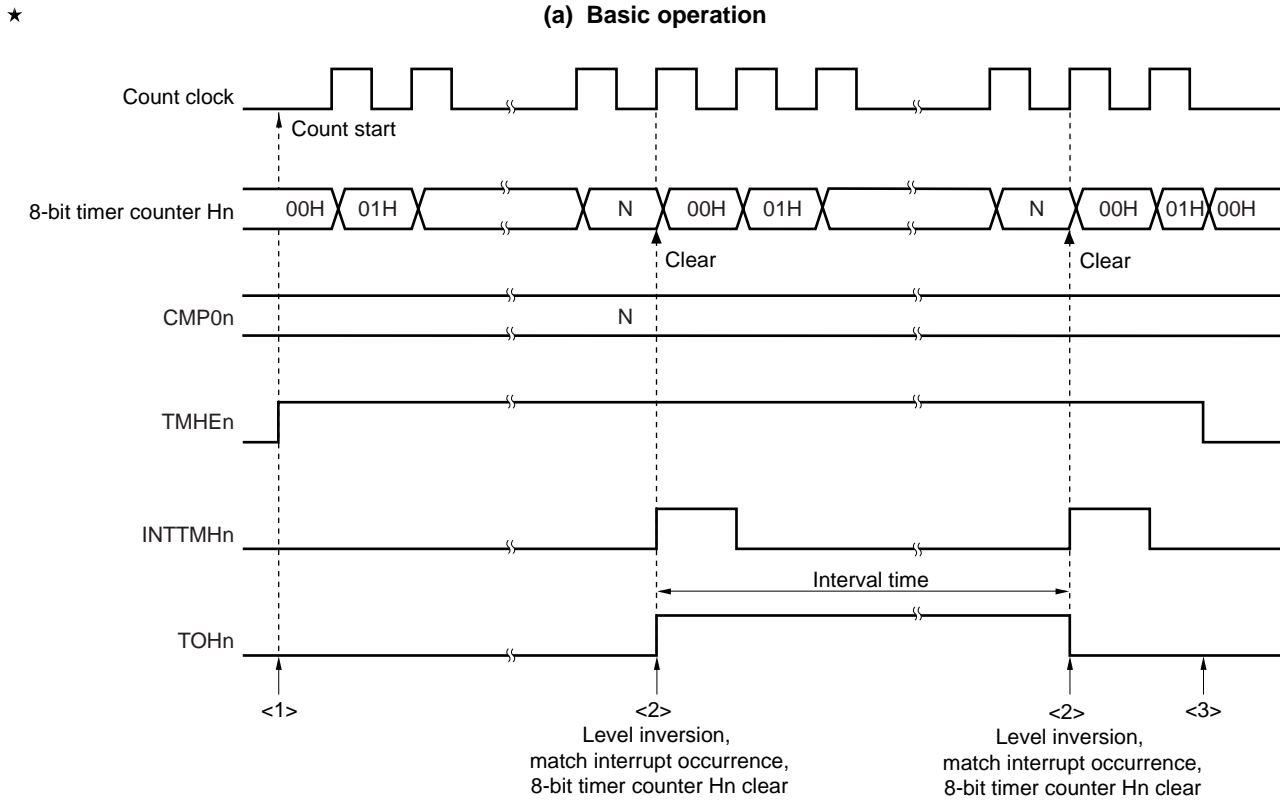 ★
(a) Basic operation
Count clock
Count start
8-bit timer counter Hn
00H 01H N 00H 01H N 00H 01H 00H
Clear Clear
CMP0n
N
TMHEn
INTTMHn
Interval time
TOHn
<1> <2> <2> <3>
Level inversion,
match interrupt occurrence,
8-bit timer counter Hn clear
Level inversion,
match interrupt occurrence,
8-bit timer counter Hn clear